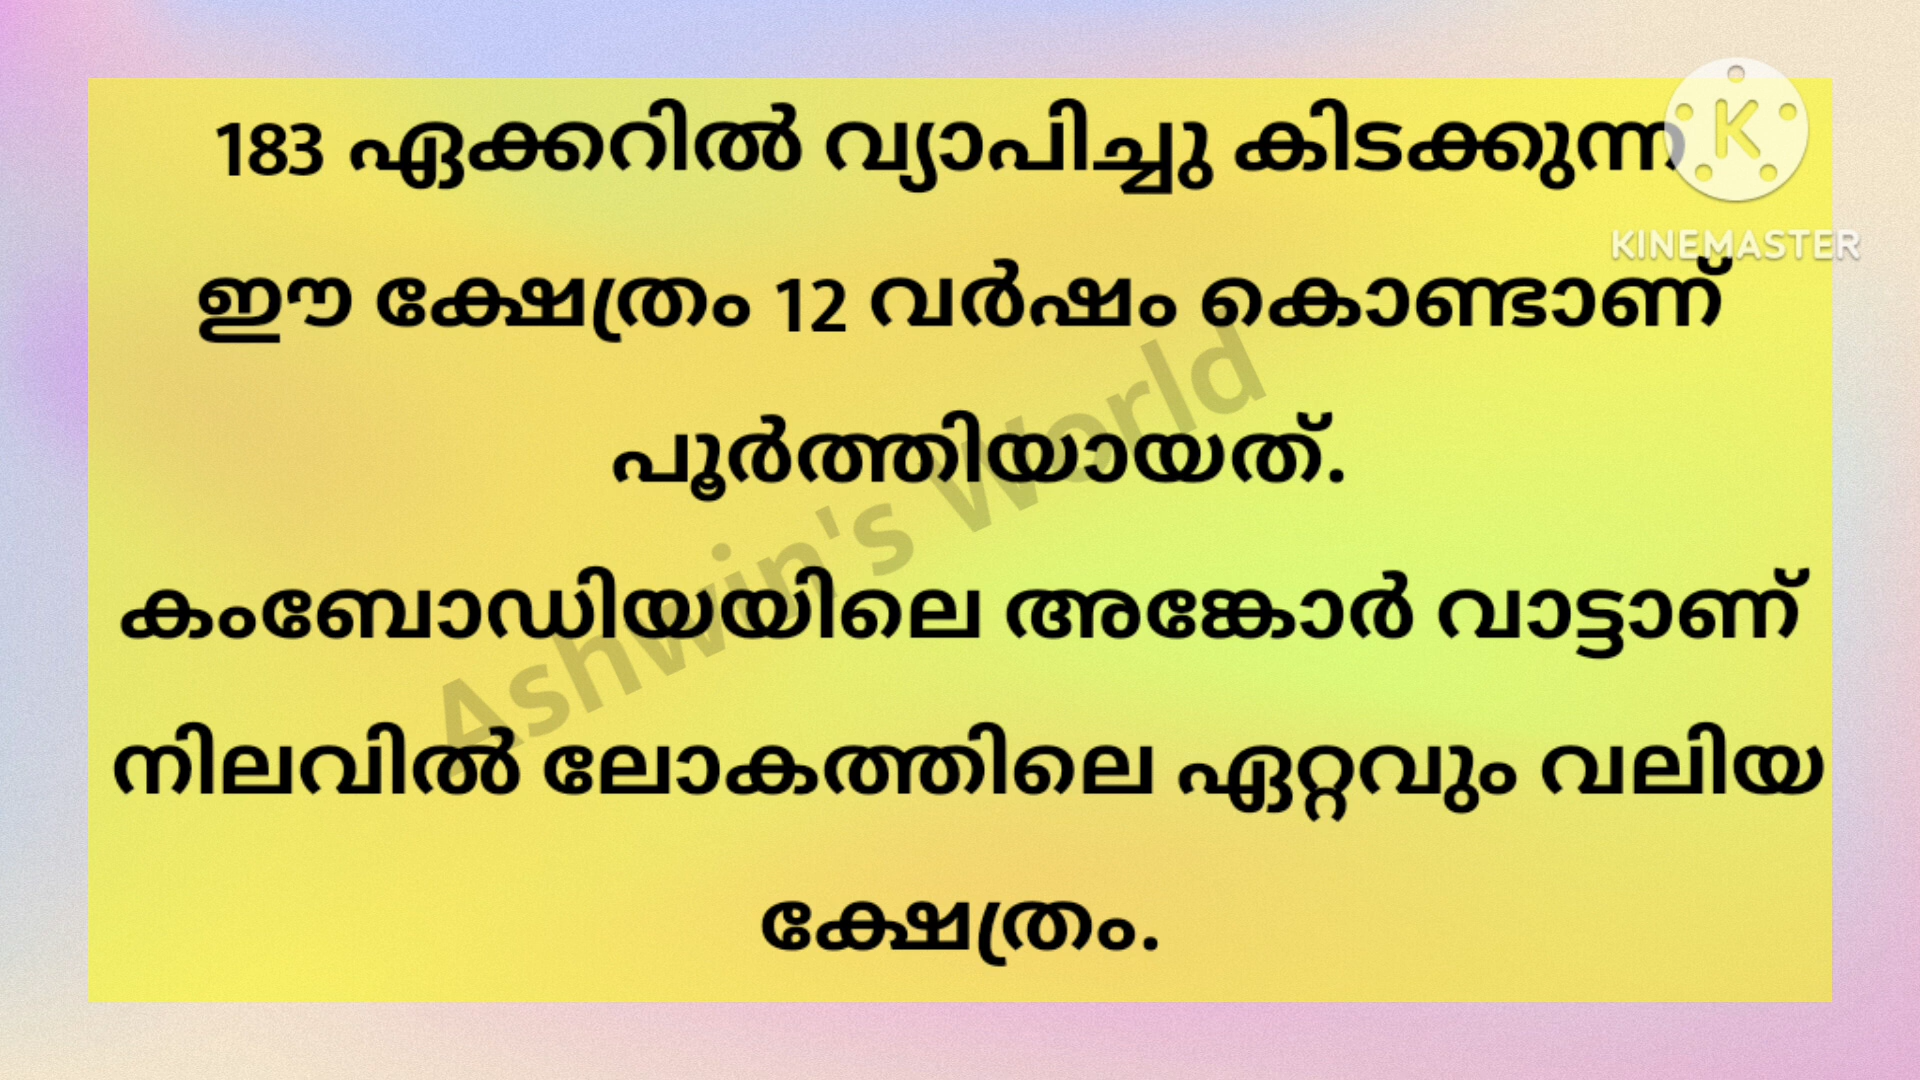 183 ഏക്കറിൽ വ്യാപിച്ചു കിടക്കുന്ന
ഈ ക്ഷേത്രം 12 വർഷം കൊണ്ടാണ്
പൂർത്തിയായത്.
കംബോഡിയയിലെ അങ്കോർ വാട്ടാണ്
നിലവിൽ ലോകത്തിലെ ഏറ്റവും വലിയ
ക്ഷേത്രം.
KINEMASTER
Ashwin's World